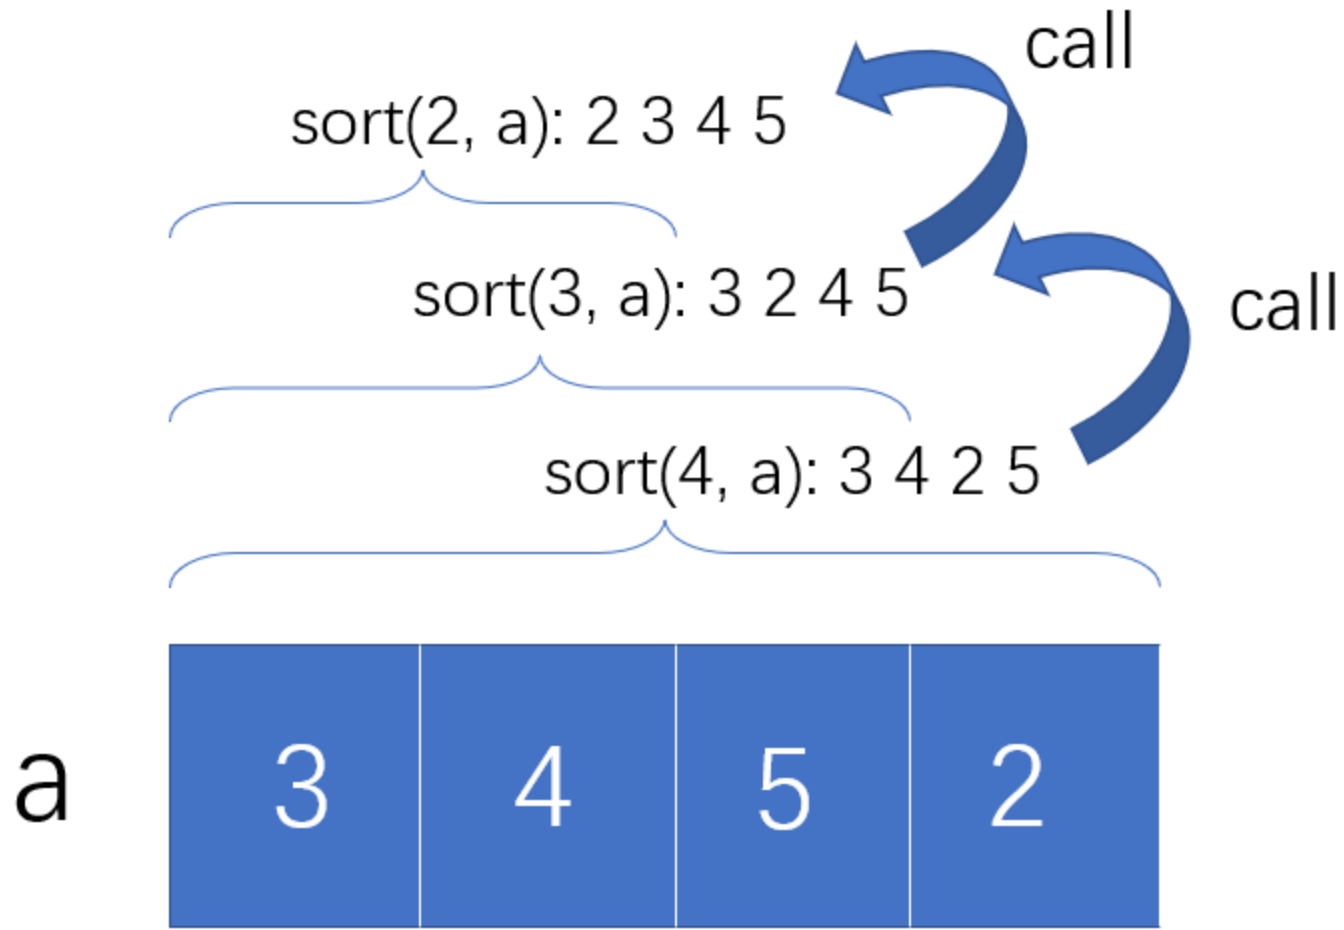 call
sort(2, a): 2 3 4 5
sort(3, a): 3 2 4 5
call
sort(4, a): 3 4 2 5
a 3 4 5 2